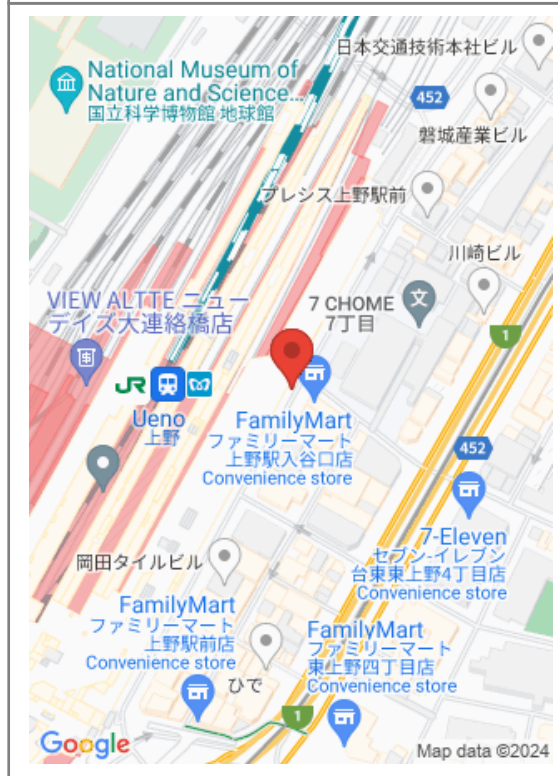 日本交通技術本社ビル
National Museum of
Nature and Science...
国立科学博物館 地球館
452
磐城産業ビル
プレシス上野駅前
川崎ビル
VIEW ALTTE ニュー
デイズ大連絡橋店
7 CHOME
7丁目
文
1
JR
Ueno
上野
FamilyMart
ファミリーマート
上野駅入谷口店
Convenience store
452
7-Eleven
セブン-イレブン
台東東上野4丁目店
Convenience store
岡田タイルビル
FamilyMart
ファミリーマート
上野駅前店
Convenience store
FamilyMart
ファミリーマート
東上野四丁目店
Convenience store
ひで
1
Google
Map data ©2024